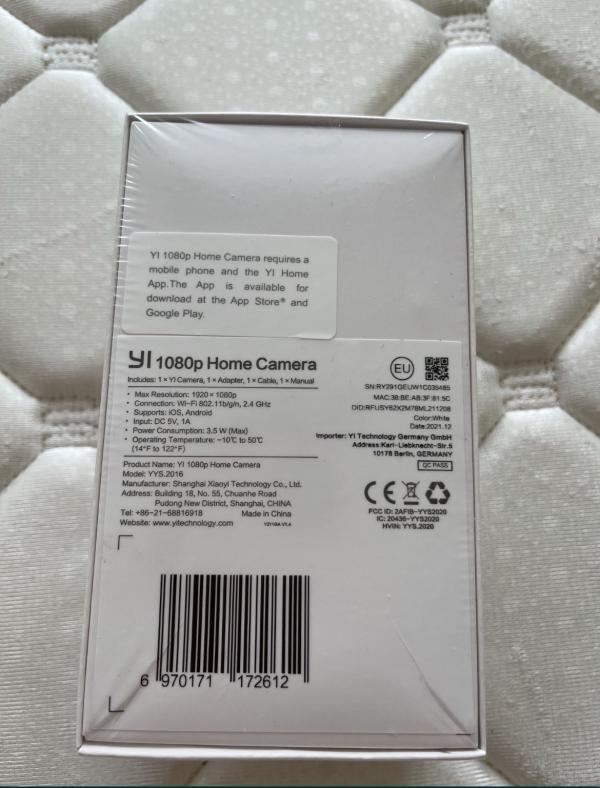 YI 1080p Home Camera requires a
mobile phone and the YI Home
App.The App is available for
download at the App Store® and
Google Play.
YI 1080p Home Camera
Includes: 1 × YI Camera, 1 × Adapter, 1 × Cable, 1 × Manual
• Max Resolution: 1920 × 1080p
• Connection: Wi-Fi 802.11b/g/n, 2.4 GHz
• Supports: iOS, Android
• Input: DC 5V, 1A
• Power Consumption: 3.5 W (Max)
• Operating Temperature: -10℃ to 50℃
(14°F to 122°F)
Product Name: YI 1080p Home Camera
Model: YYS.2016
Manufacturer: Shanghai Xiaoyi Technology Co., Ltd.
Address: Building 18, No. 55, Chuanhe Road
Pudong New District, Shanghai, CHINA
Tel: +86-21-68816918 Made in China
Website: www.yitechnology.com Y211GA-V1.4
EU
SN:RY291GEUW1C035485
MAC:38:BE:AB:3F:81:5C
DID:RFUSY62X2M78ML211208
Color:White
Date:2021.12
Importer: YI Technology Germany GmbH
Address:Karl-Liebknecht-Str.5
10178 Berlin, GERMANY
QC PASS
CE
FCC ID: 2AFIB-YYS2020
IC: 20436-YYS2020
HVIN: YYS.2020
6 970171 172612